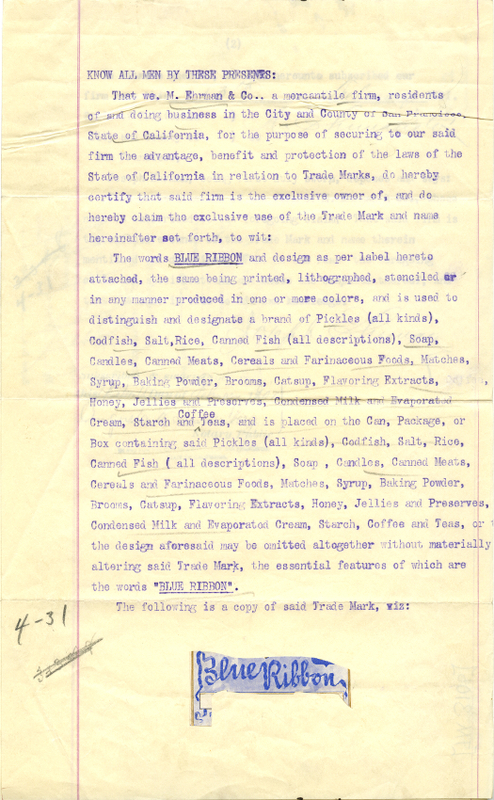 KNOW ALL MEN BY THESE PRESENTS:
That we, M. Ehrman & Co., a mercantile firm, residents
of and doing business in the City and County of San Francisco,
State of California, for the purpose of securing to our said
firm the advantage, benefit and protection of the laws of the
State of California in relation to Trade Marks, do hereby
certify that said firm is the exclusive owner of, and do
hereby claim the exclusive use of the Trade Mark and name
hereinafter set forth, to wit:
The words BLUE RIBBON and design as per label hereto
attached, the same being printed, lithographed, stenciled or
in any manner produced in one or more colors, and is used to
distinguish and designate a brand of Pickles (all kinds),
Codfish, Salt,Rice, Canned Fish (all descriptions), Soap,
Candles, Canned Meats, Cereals and Farinaceous Foods, Matches,
Syrup, Baking Powder, Brooms, Catsup, Flavoring Extracts, ,
Honey, Jellies and Preserves, Condensed Milk and Evaporated
Coffee
Cream, Starch and Teas, and is placed on the Can, Package, or
Box containing said Pickles (all kinds), Codfish, Salt, Rice,
Canned Fish ( all descriptions), Soap , Candles, Canned Meats,
Cereals and Farinaceous Foods, Matches, Syrup, Baking Powder,
Brooms, Catsup, Flavoring Extracts, Honey, Jellies and Preserves,
Condensed Milk and Evaporated Cream, Starch, Coffee and Teas, or
the design aforesaid may be omitted altogether without materially
altering said Trade Mark, the essential features of which are
the words "BLUE RIBBON".
The following is a copy of said Trade Mark, viz:
4-31
Blue Ribbon